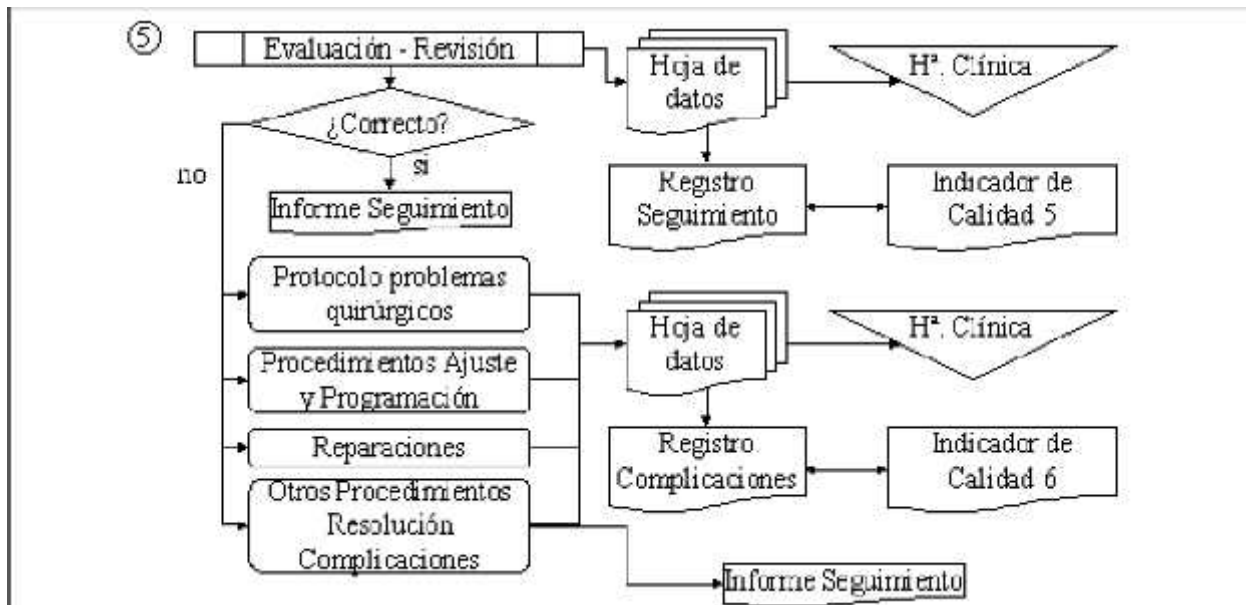 5
Evaluación - Revisión
Hoja de
datos
Hª. Clínica
¿Correcto?
no
si
Informe Seguimiento
Registro
Seguimiento
Indicador de
Calidad 5
Protocolo problemas
quirúrgicos
Hoja de
datos
Hª. Clínica
Procedimientos Ajuste
y Programación
Reparaciones
Registro
Complicaciones
Indicador de
Calidad 6
Otros Procedimientos
Resolución
Complicaciones
Informe Seguimiento